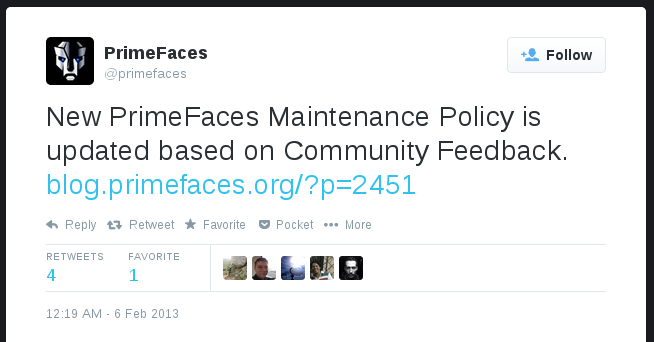 PrimeFaces
@primefaces
Follow
New PrimeFaces Maintenance Policy is
updated based on Community Feedback.
blog.primefaces.org/?p=2451
Reply Retweet Favorite Pocket More
RETWEETS FAVORITE
4 1
12:19 AM - 6 Feb 2013